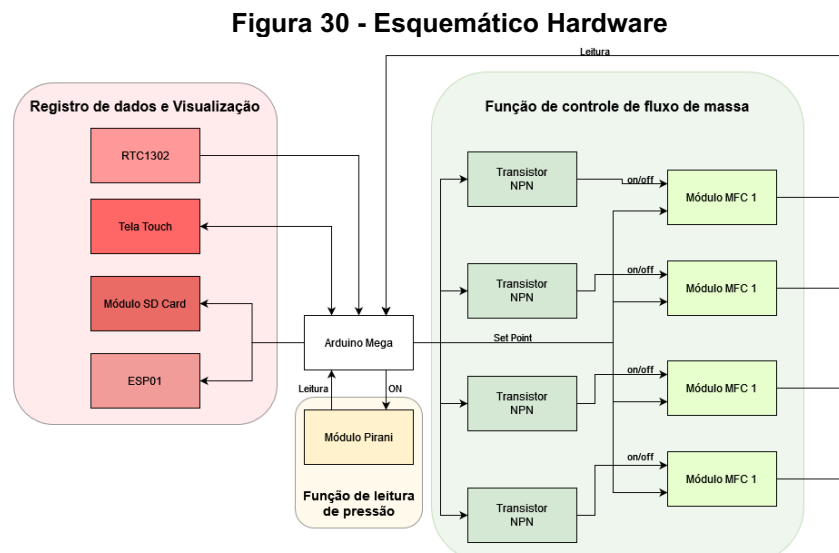 Figura 30 - Esquemático Hardware
Leitura
Registro de dados e Visualização
RTC1302
Tela Touch
Módulo SD Card
ESP01
Arduino Mega
Leitura
ON
Módulo Pirani
Função de leitura
de pressão
Set Point
Função de controle de fluxo de massa
Transistor
NPN
on/off
Módulo MFC 1
Transistor
NPN
on/off
Módulo MFC 1
Transistor
NPN
on/off
Módulo MFC 1
Transistor
NPN
on/off
Módulo MFC 1